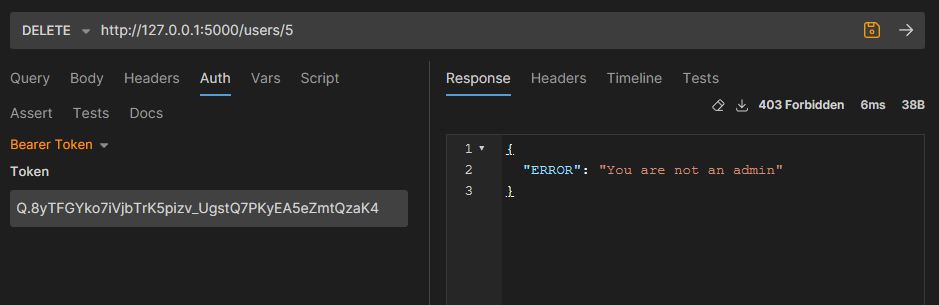 DELETE http://127.0.0.1:5000/users/5
Query Body Headers Auth Vars Script
Assert Tests Docs
Bearer Token
Token
Q.8yTFGYko7iVjbTrK5pizv_UgstQ7PKyEA5eZmtQzaK4
Response Headers Timeline Tests
403 Forbidden 6ms 38B
1 {
2 "ERROR": "You are not an admin"
3 }